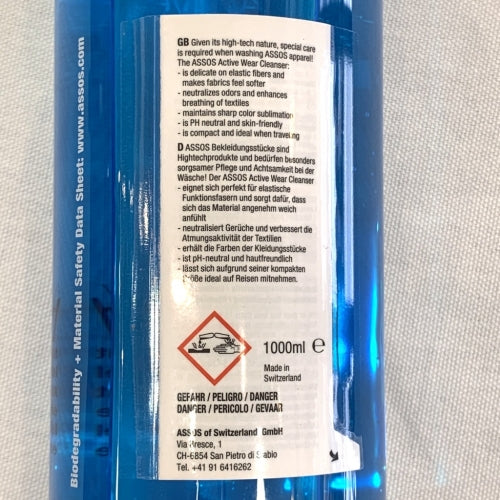 GB Given its high-tech nature, special care
is required when washing ASSOS apparel!
The ASSOS Active Wear Cleanser:
- is delicate on elastic fibers and
makes fabrics feel softer
- neutralizes odors and enhances
breathing of textiles
- maintains sharp color sublimation
- is PH neutral and skin-friendly
- is compact and ideal when traveling
D ASSOS Bekleidungsstücke sind
Hightechprodukte und bedürfen besonders
sorgsamer Pflege und Achtsamkeit bei der
Wäsche! Der ASSOS Active Wear Cleanser
- eignet sich perfekt für elastische
Funktionsfasern und sorgt dafür, dass
sich das Material angenehm weich
anfühlt
- neutralisiert Gerüche und verbessert die
Atmungsaktivität der Textilien
- erhält die Farben der Kleidungsstücke
- ist pH-neutral und hautfreundlich
- lässt sich aufgrund seiner kompakten
Größe ideal auf Reisen mitnehmen.
1000ml ℮
Made in
Switzerland
GEFAHR / PELIGRO / DANGER
DANGER / PERICOLO / GEVAAR
ASSOS of Switzerland GmbH
Via Bresce, 1
CH-6854 San Pietro di Stabio
Tel. +41 91 6416262
Biodegradability + Material Safety Data Sheet: www.assos.com